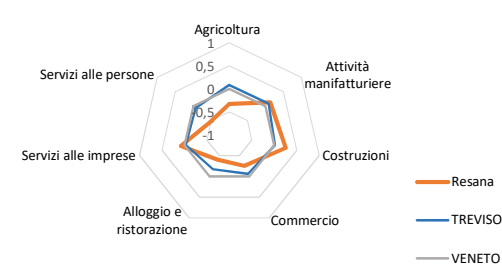 Agricoltura
1
0,5
0
-0,5
-1
Attività
manifatturiere
Costruzioni
Commercio
Alloggio e
ristorazione
Servizi alle imprese
Servizi alle persone
Resana
TREVISO
VENETO